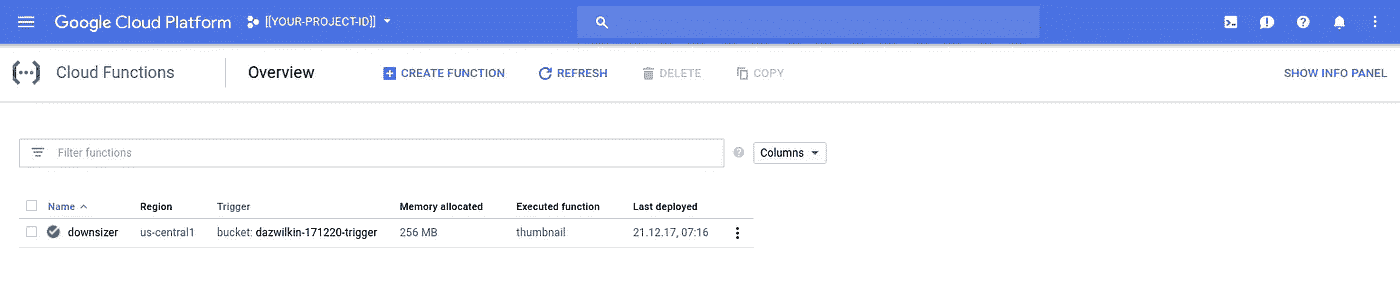 Google Cloud Platform [[YOUR-PROJECT-ID]]
Cloud Functions Overview CREATE FUNCTION REFRESH DELETE COPY SHOW INFO PANEL
Filter functions Columns
Name Region Trigger Memory allocated Executed function Last deployed
downsizer us-central1 bucket: dazwilkin-171220-trigger 256 MB thumbnail 21.12.17, 07:16